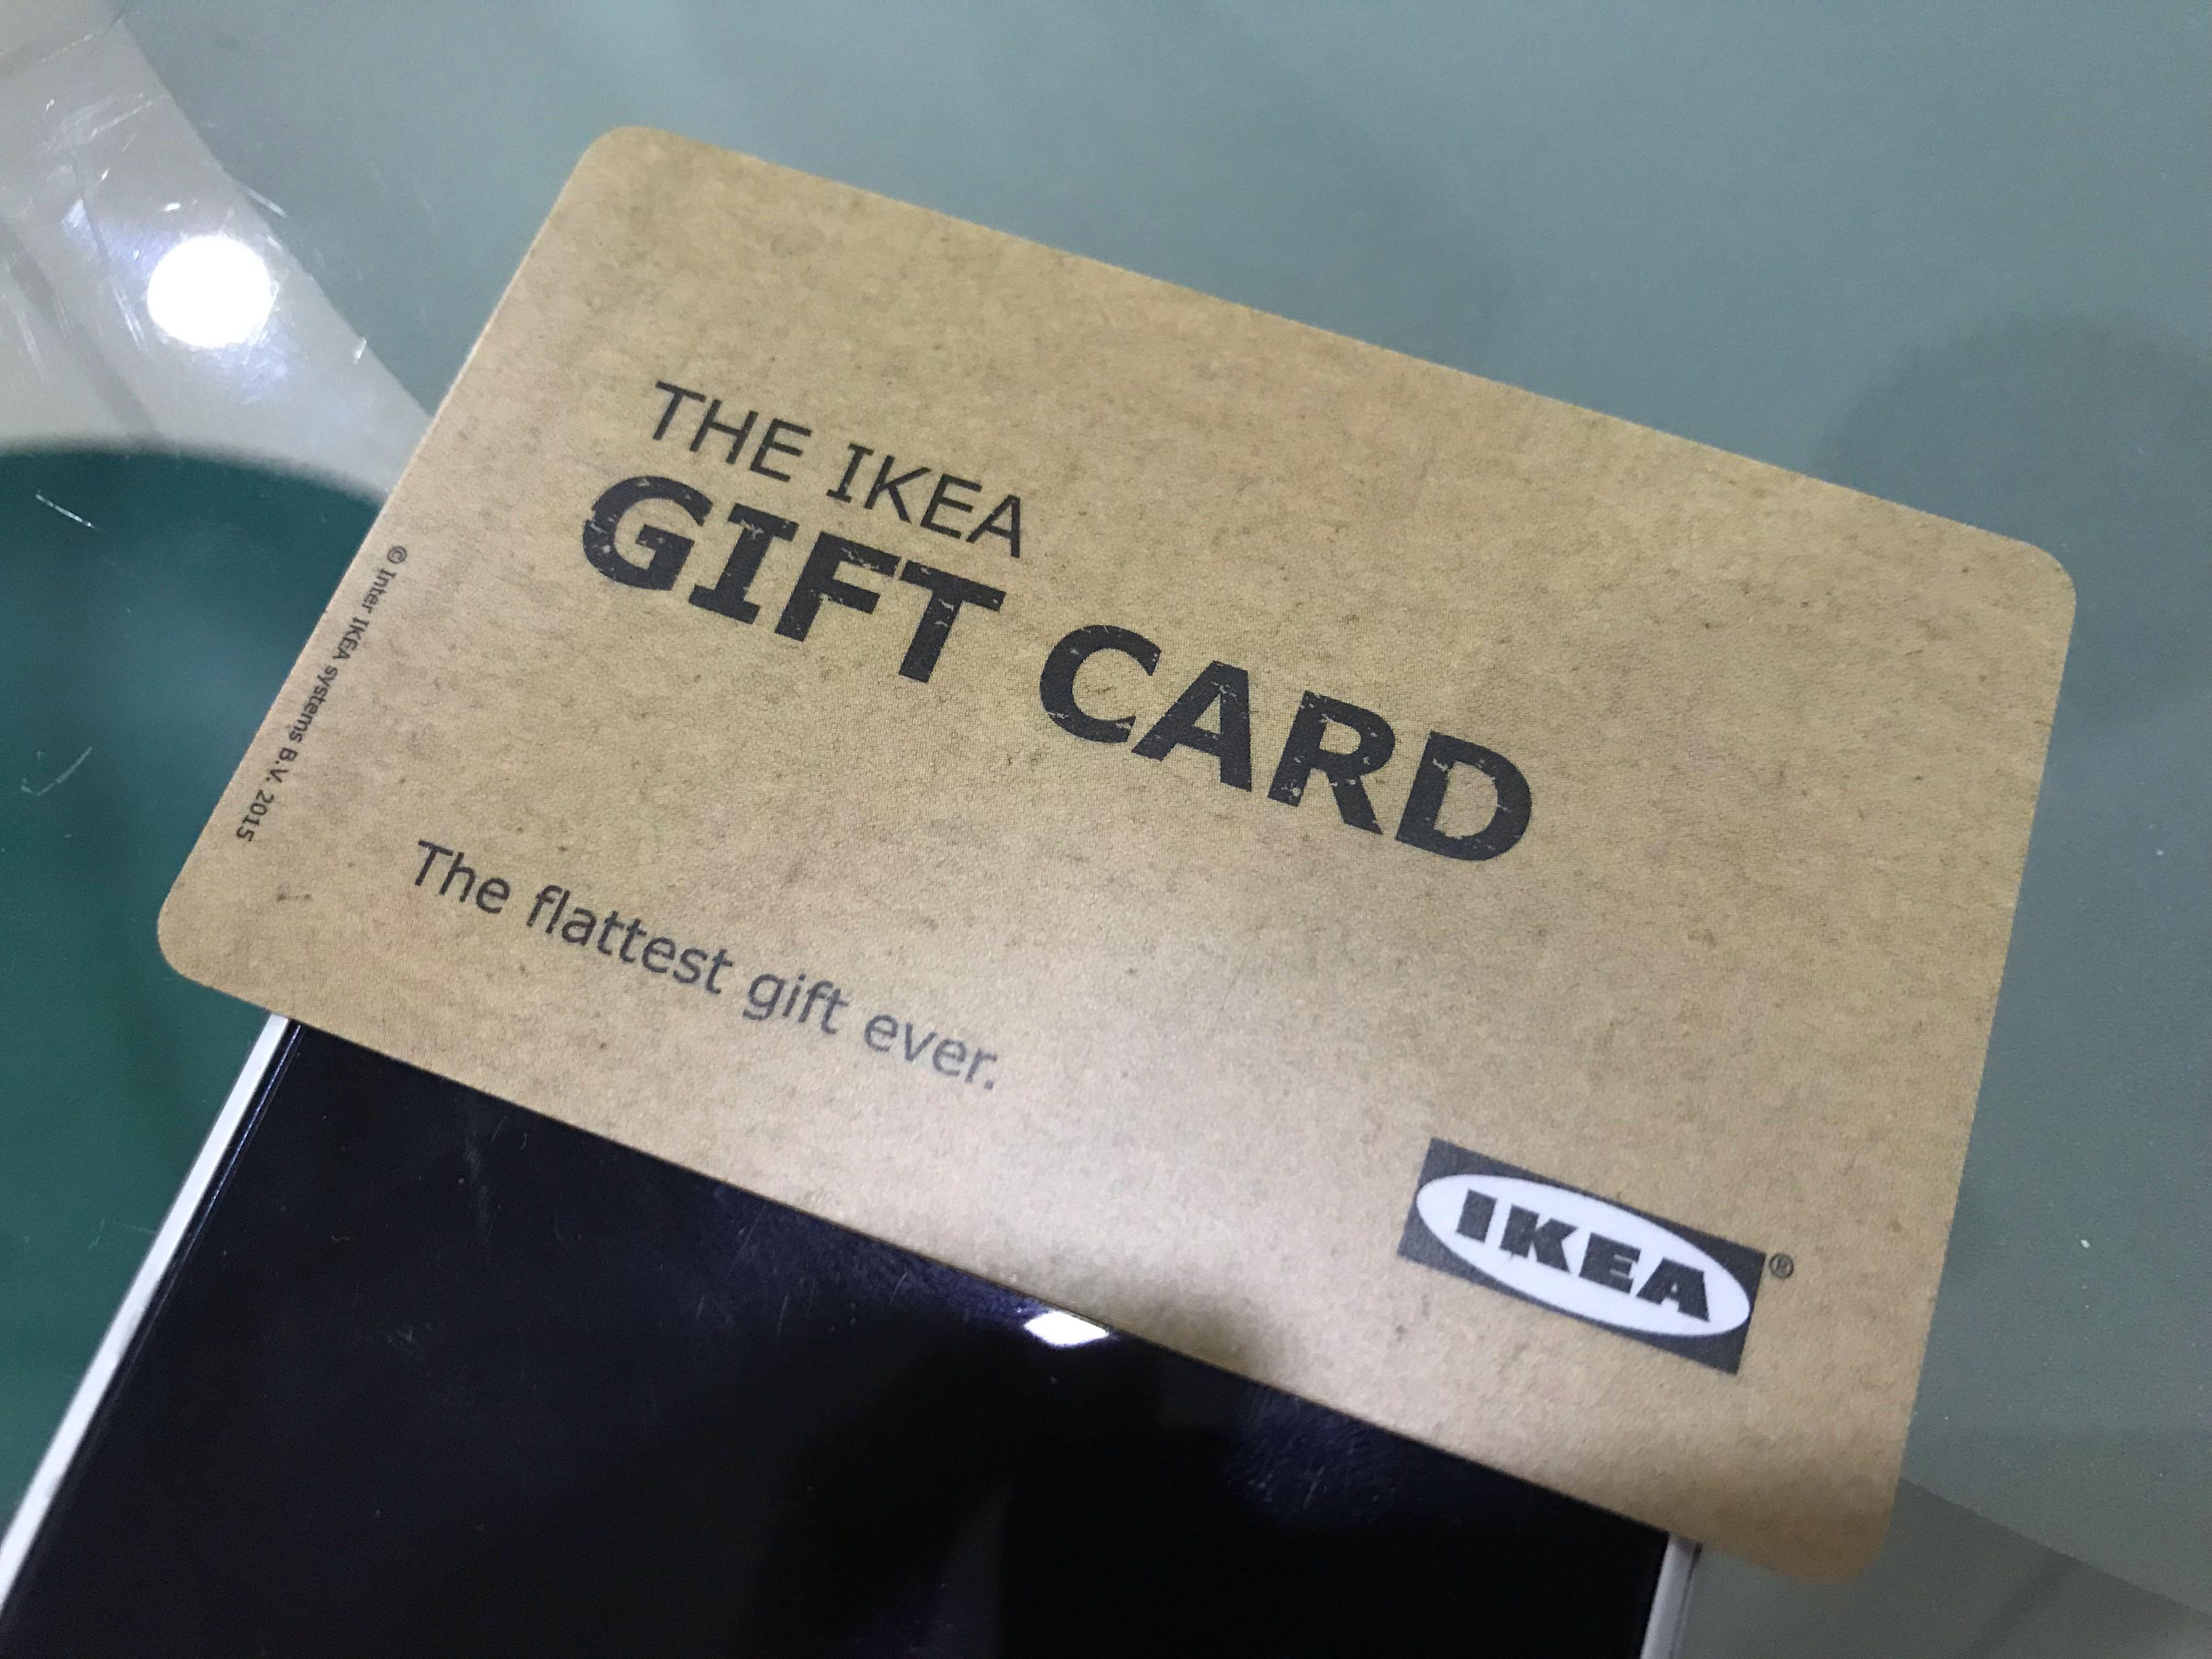 THE IKEA
GIFT CARD
The flattest gift ever.
© Inter IKEA systems B.V. 2015
IKEA®